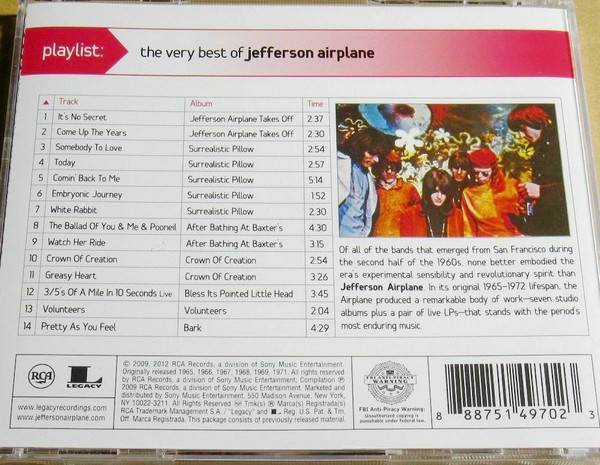 playlist: the very best of jefferson airplane
Track Album Time
1 It's No Secret Jefferson Airplane Takes Off 2:37
2 Come Up The Years Jefferson Airplane Takes Off 2:30
3 Somebody To Love Surrealistic Pillow 2:54
4 Today Surrealistic Pillow 2:57
5 Comin' Back To Me Surrealistic Pillow 5:14
6 Embryonic Journey Surrealistic Pillow 1:52
7 White Rabbit Surrealistic Pillow 2:30
8 The Ballad Of You & Me & Pooneil After Bathing At Baxter's 4:30
9 Watch Her Ride After Bathing At Baxter's 3:15
10 Crown Of Creation Crown Of Creation 2:54
11 Greasy Heart Crown Of Creation 3:26
12 3/5's Of A Mile In 10 Seconds Live Bless Its Pointed Little Head 3:45
13 Volunteers Volunteers 2:04
14 Pretty As You Feel Bark 4:29
Of all of the bands that emerged from San Francisco during
the second half of the 1960s, none better embodied the
era's experimental sensibility and revolutionary spirit than
Jefferson Airplane. In its original 1965-1972 lifespan, the
Airplane produced a remarkable body of work—seven studio
albums plus a pair of live LPs—that stands with the period's
most enduring music.
RCA
LEGACY
www.legacyrecordings.com
www.jeffersonairplane.com
© 2009, 2012 RCA Records, a division of Sony Music Entertainment.
Originally released 1965, 1966, 1967, 1968, 1969, 1971. All rights reserved
by RCA Records, a division of Sony Music Entertainment; Compilation ℗
2009 RCA Records, a division of Sony Music Entertainment. Marketed and
distributed by Sony Music Entertainment, 550 Madison Avenue, New York,
NY 10022-3211. All Rights Reserved Tmk(s) ® Marca(s) Registrada(s)
RCA Trademark Management S.A. / "Legacy" and L Reg. U.S. Pat. & Tm.
Off. Marca Registrada. This package consists of previously released material.
FBI ANTI-PIRACY
WARNING
FBI Anti-Piracy Warning:
Unauthorized copying is
punishable under federal law.
8 88751 49702 3